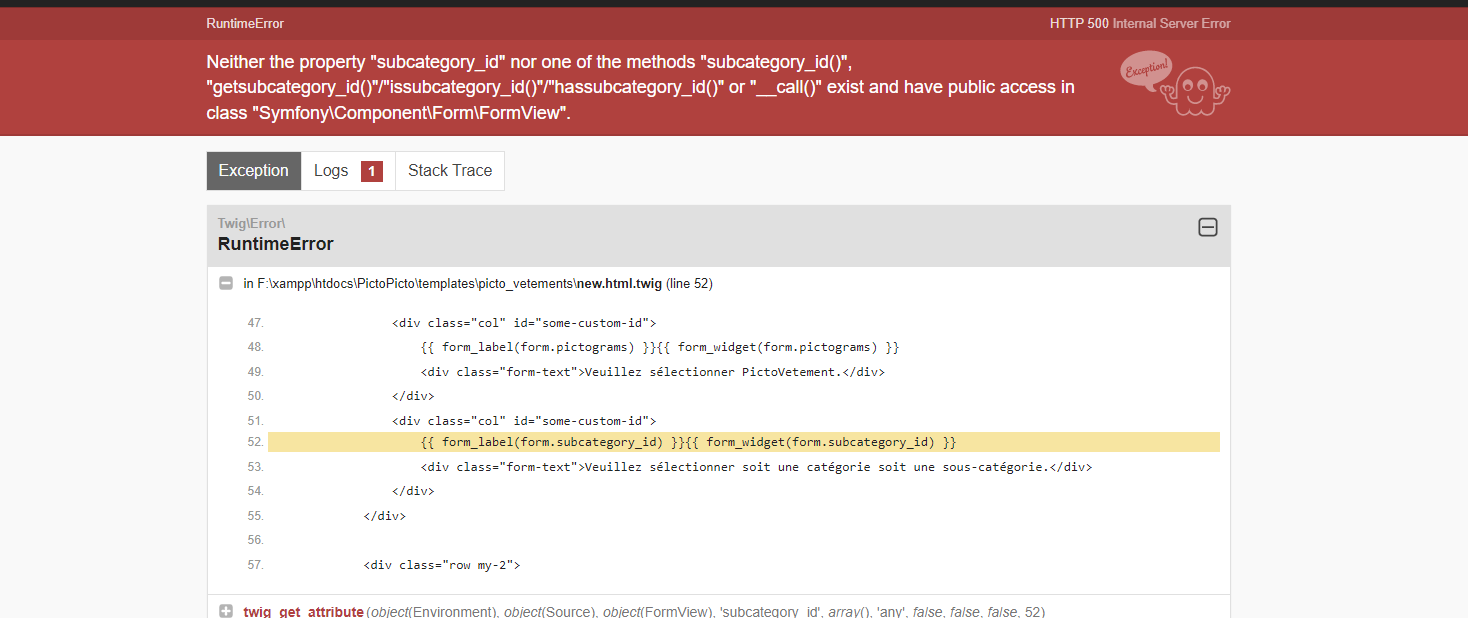 RuntimeError HTTP 500 Internal Server Error
Neither the property "subcategory_id" nor one of the methods "subcategory_id()",
"getsubcategory_id()"/"issubcategory_id()"/"hassubcategory_id()" or "__call()" exist and have public access in
class "Symfony\Component\Form\FormView".
Exception!
Exception Logs 1 Stack Trace
Twig\Error\
RuntimeError
in F:\xampp\htdocs\PictoPicto\templates\picto_vetements\new.html.twig (line 52)
47. <div class="col" id="some-custom-id">
48. {{ form_label(form.pictograms) }}{{ form_widget(form.pictograms) }}
49. <div class="form-text">Veuillez sélectionner PictoVetement.</div>
50. </div>
51. <div class="col" id="some-custom-id">
52. {{ form_label(form.subcategory_id) }}{{ form_widget(form.subcategory_id) }}
53. <div class="form-text">Veuillez sélectionner soit une catégorie soit une sous-catégorie.</div>
54. </div>
55. </div>
56.
57. <div class="row my-2">
twig_get_attribute(object(Environment), object(Source), object(FormView), 'subcategory_id', array(), 'any', false, false, false, 52)